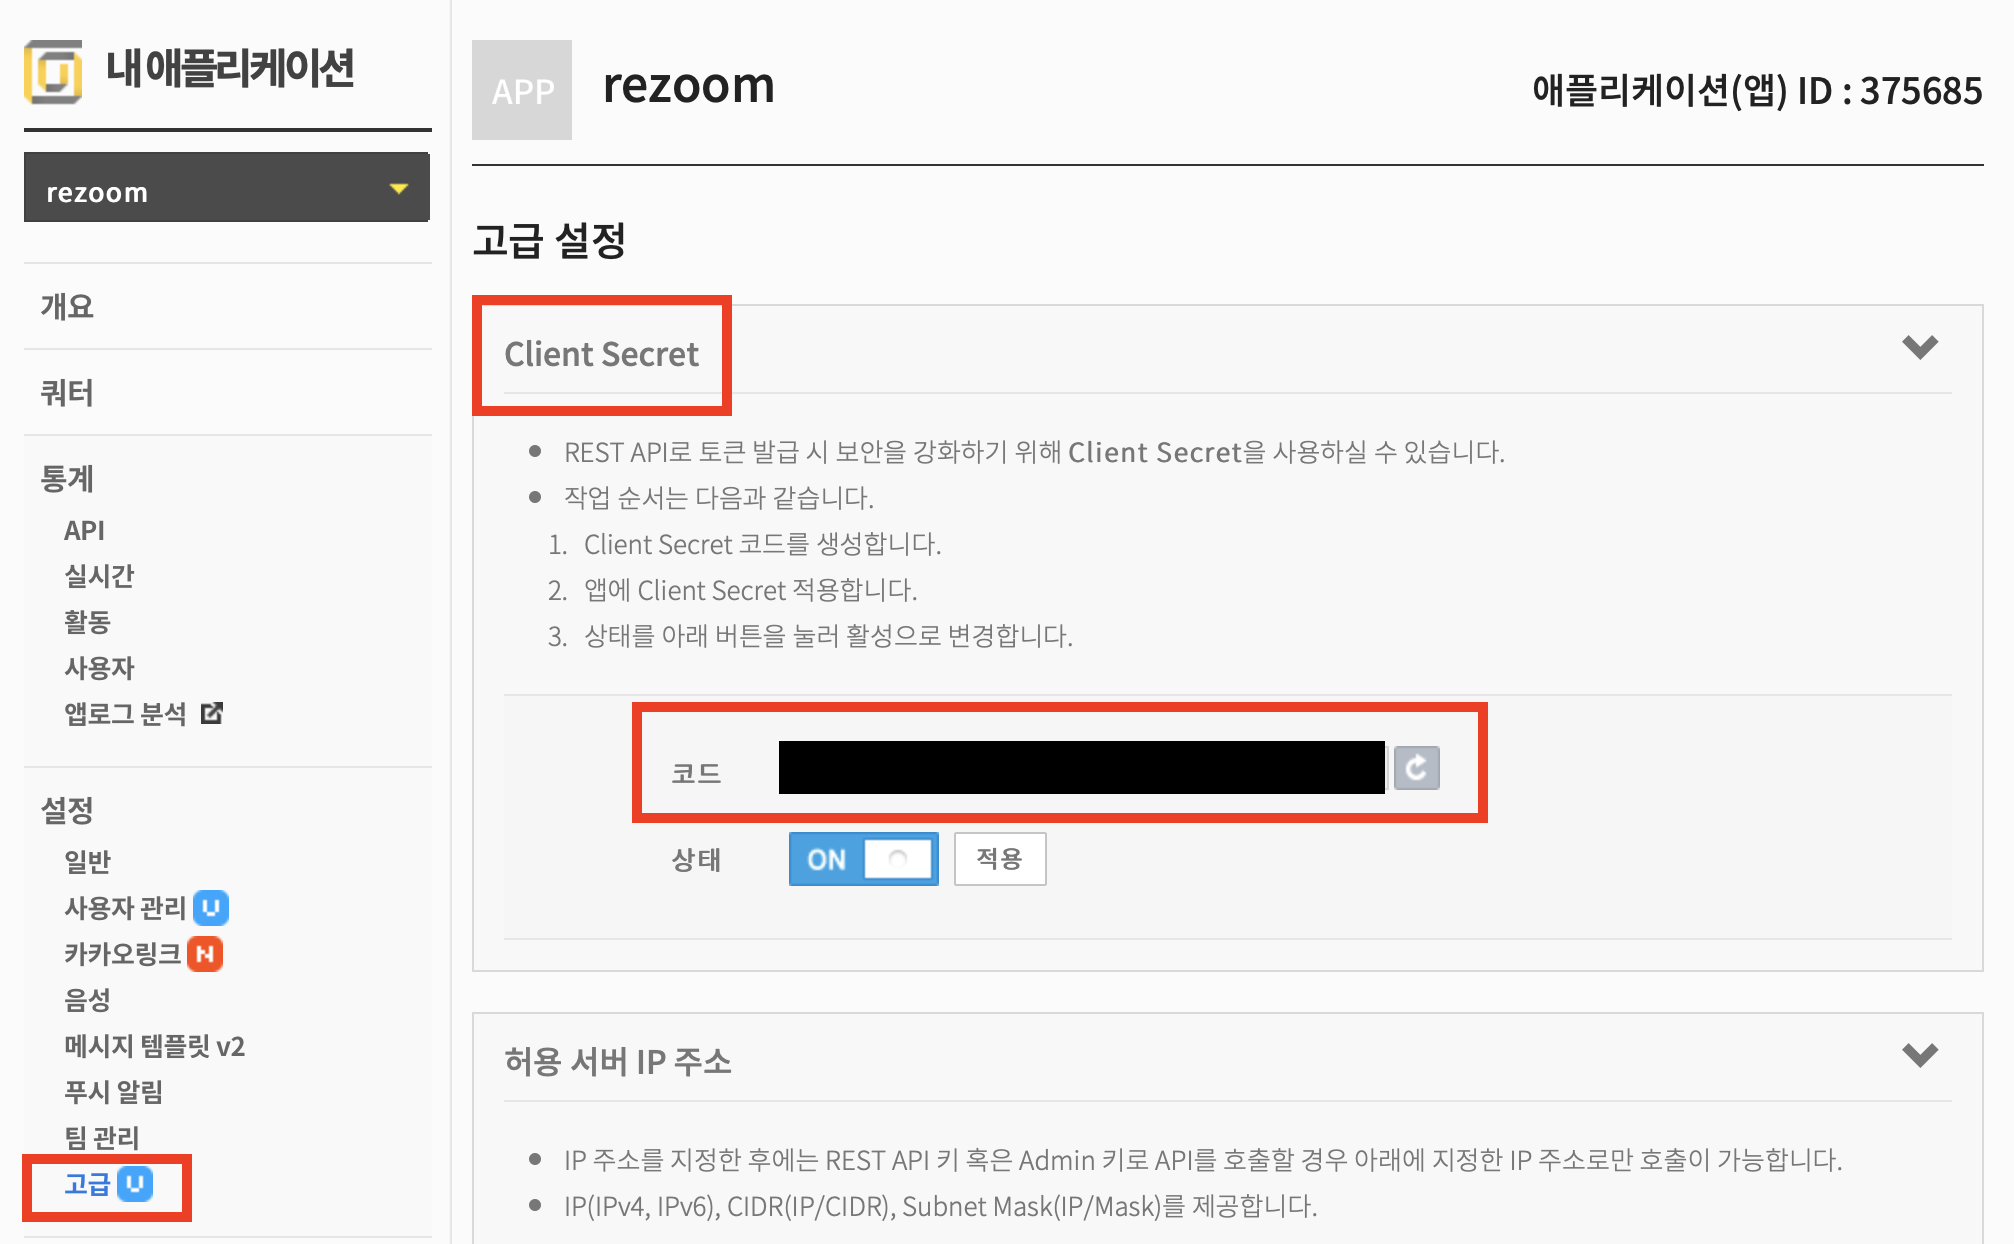 내 애플리케이션
rezoom
개요
쿼터
통계
API
실시간
활동
사용자
앱로그 분석
설정
일반
사용자 관리 U
카카오링크 N
음성
메시지 템플릿 v2
푸시 알림
팀 관리
고급 U
APP
rezoom
애플리케이션(앱) ID : 375685
고급 설정
Client Secret
REST API로 토큰 발급 시 보안을 강화하기 위해 Client Secret을 사용하실 수 있습니다.
작업 순서는 다음과 같습니다.
1. Client Secret 코드를 생성합니다.
2. 앱에 Client Secret 적용합니다.
3. 상태를 아래 버튼을 눌러 활성으로 변경합니다.
코드
상태 ON 적용
허용 서버 IP 주소
IP 주소를 지정한 후에는 REST API 키 혹은 Admin 키로 API를 호출할 경우 아래에 지정한 IP 주소로만 호출이 가능합니다.
IP(IPv4, IPv6), CIDR(IP/CIDR), Subnet Mask(IP/Mask)를 제공합니다.